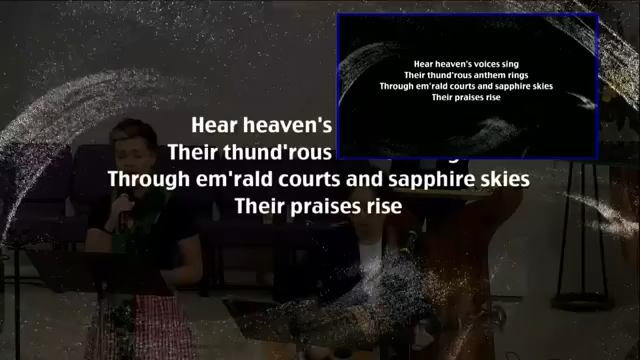 Hear heaven's voices sing
Their thund'rous anthem rings
Through em'rald courts and sapphire skies
Their praises rise
Hear heaven's
Their thund'rous
Through em'rald courts and sapphire skies
Their praises rise